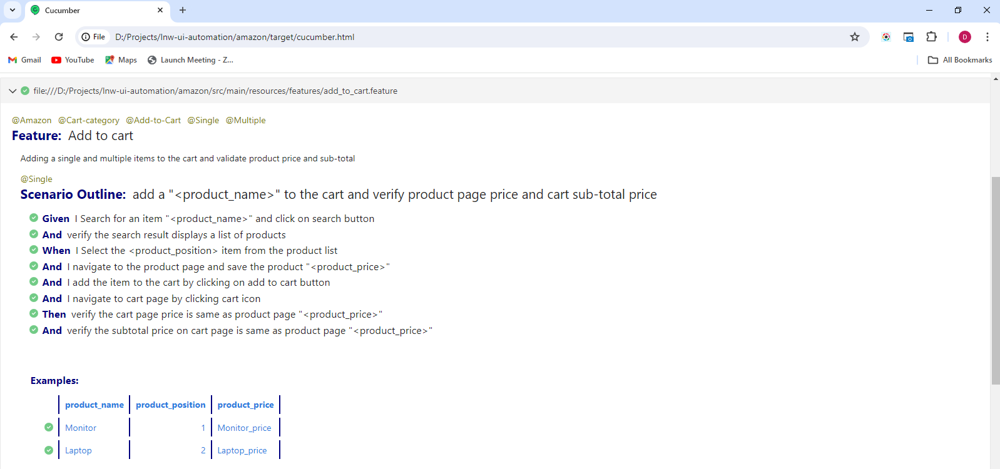 Cucumber
File D:/Projects/lnw-ui-automation/amazon/target/cucumber.html
D
Gmail YouTube Maps Launch Meeting - Z... All Bookmarks
file:///D:/Projects/lnw-ui-automation/amazon/src/main/resources/features/add_to_cart.feature
@Amazon @Cart-category @Add-to-Cart @Single @Multiple
Feature: Add to cart
Adding a single and multiple items to the cart and validate product price and sub-total
@Single
Scenario Outline: add a "<product_name>" to the cart and verify product page price and cart sub-total price
Given I Search for an item "<product_name>" and click on search button
And verify the search result displays a list of products
When I Select the <product_position> item from the product list
And I navigate to the product page and save the product "<product_price>"
And I add the item to the cart by clicking on add to cart button
And I navigate to cart page by clicking cart icon
Then verify the cart page price is same as product page "<product_price>"
And verify the subtotal price on cart page is same as product page "<product_price>"
Examples:
product_name product_position product_price
Monitor 1 Monitor_price
Laptop 2 Laptop_price